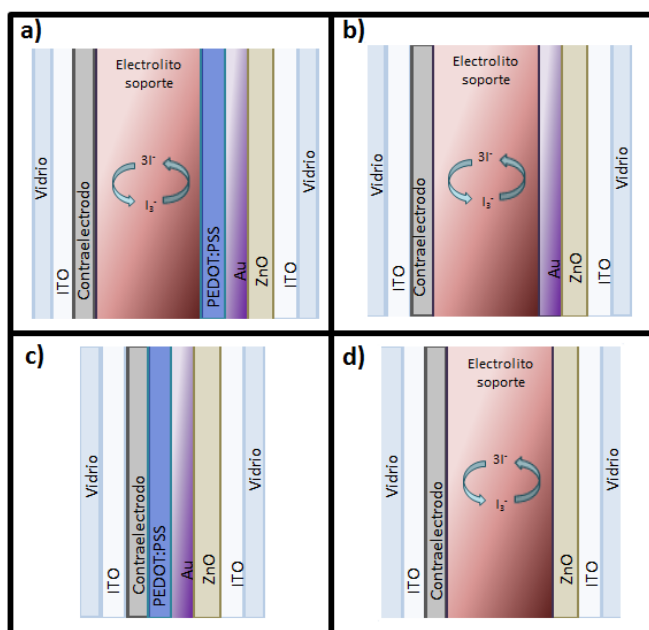 a)
Electrolito
soporte
3I⁻
I₃⁻
Vidrio
ITO
Contraelectrodo
PEDOT:PSS
Au
ZnO
ITO
Vidrio
b)
Electrolito
soporte
3I⁻
I₃⁻
Vidrio
ITO
Contraelectrodo
Au
ZnO
ITO
Vidrio
c)
Vidrio
ITO
Contraelectrodo
PEDOT:PSS
Au
ZnO
ITO
Vidrio
d)
Electrolito
soporte
3I⁻
I₃⁻
Vidrio
ITO
Contraelectrodo
ZnO
ITO
Vidrio